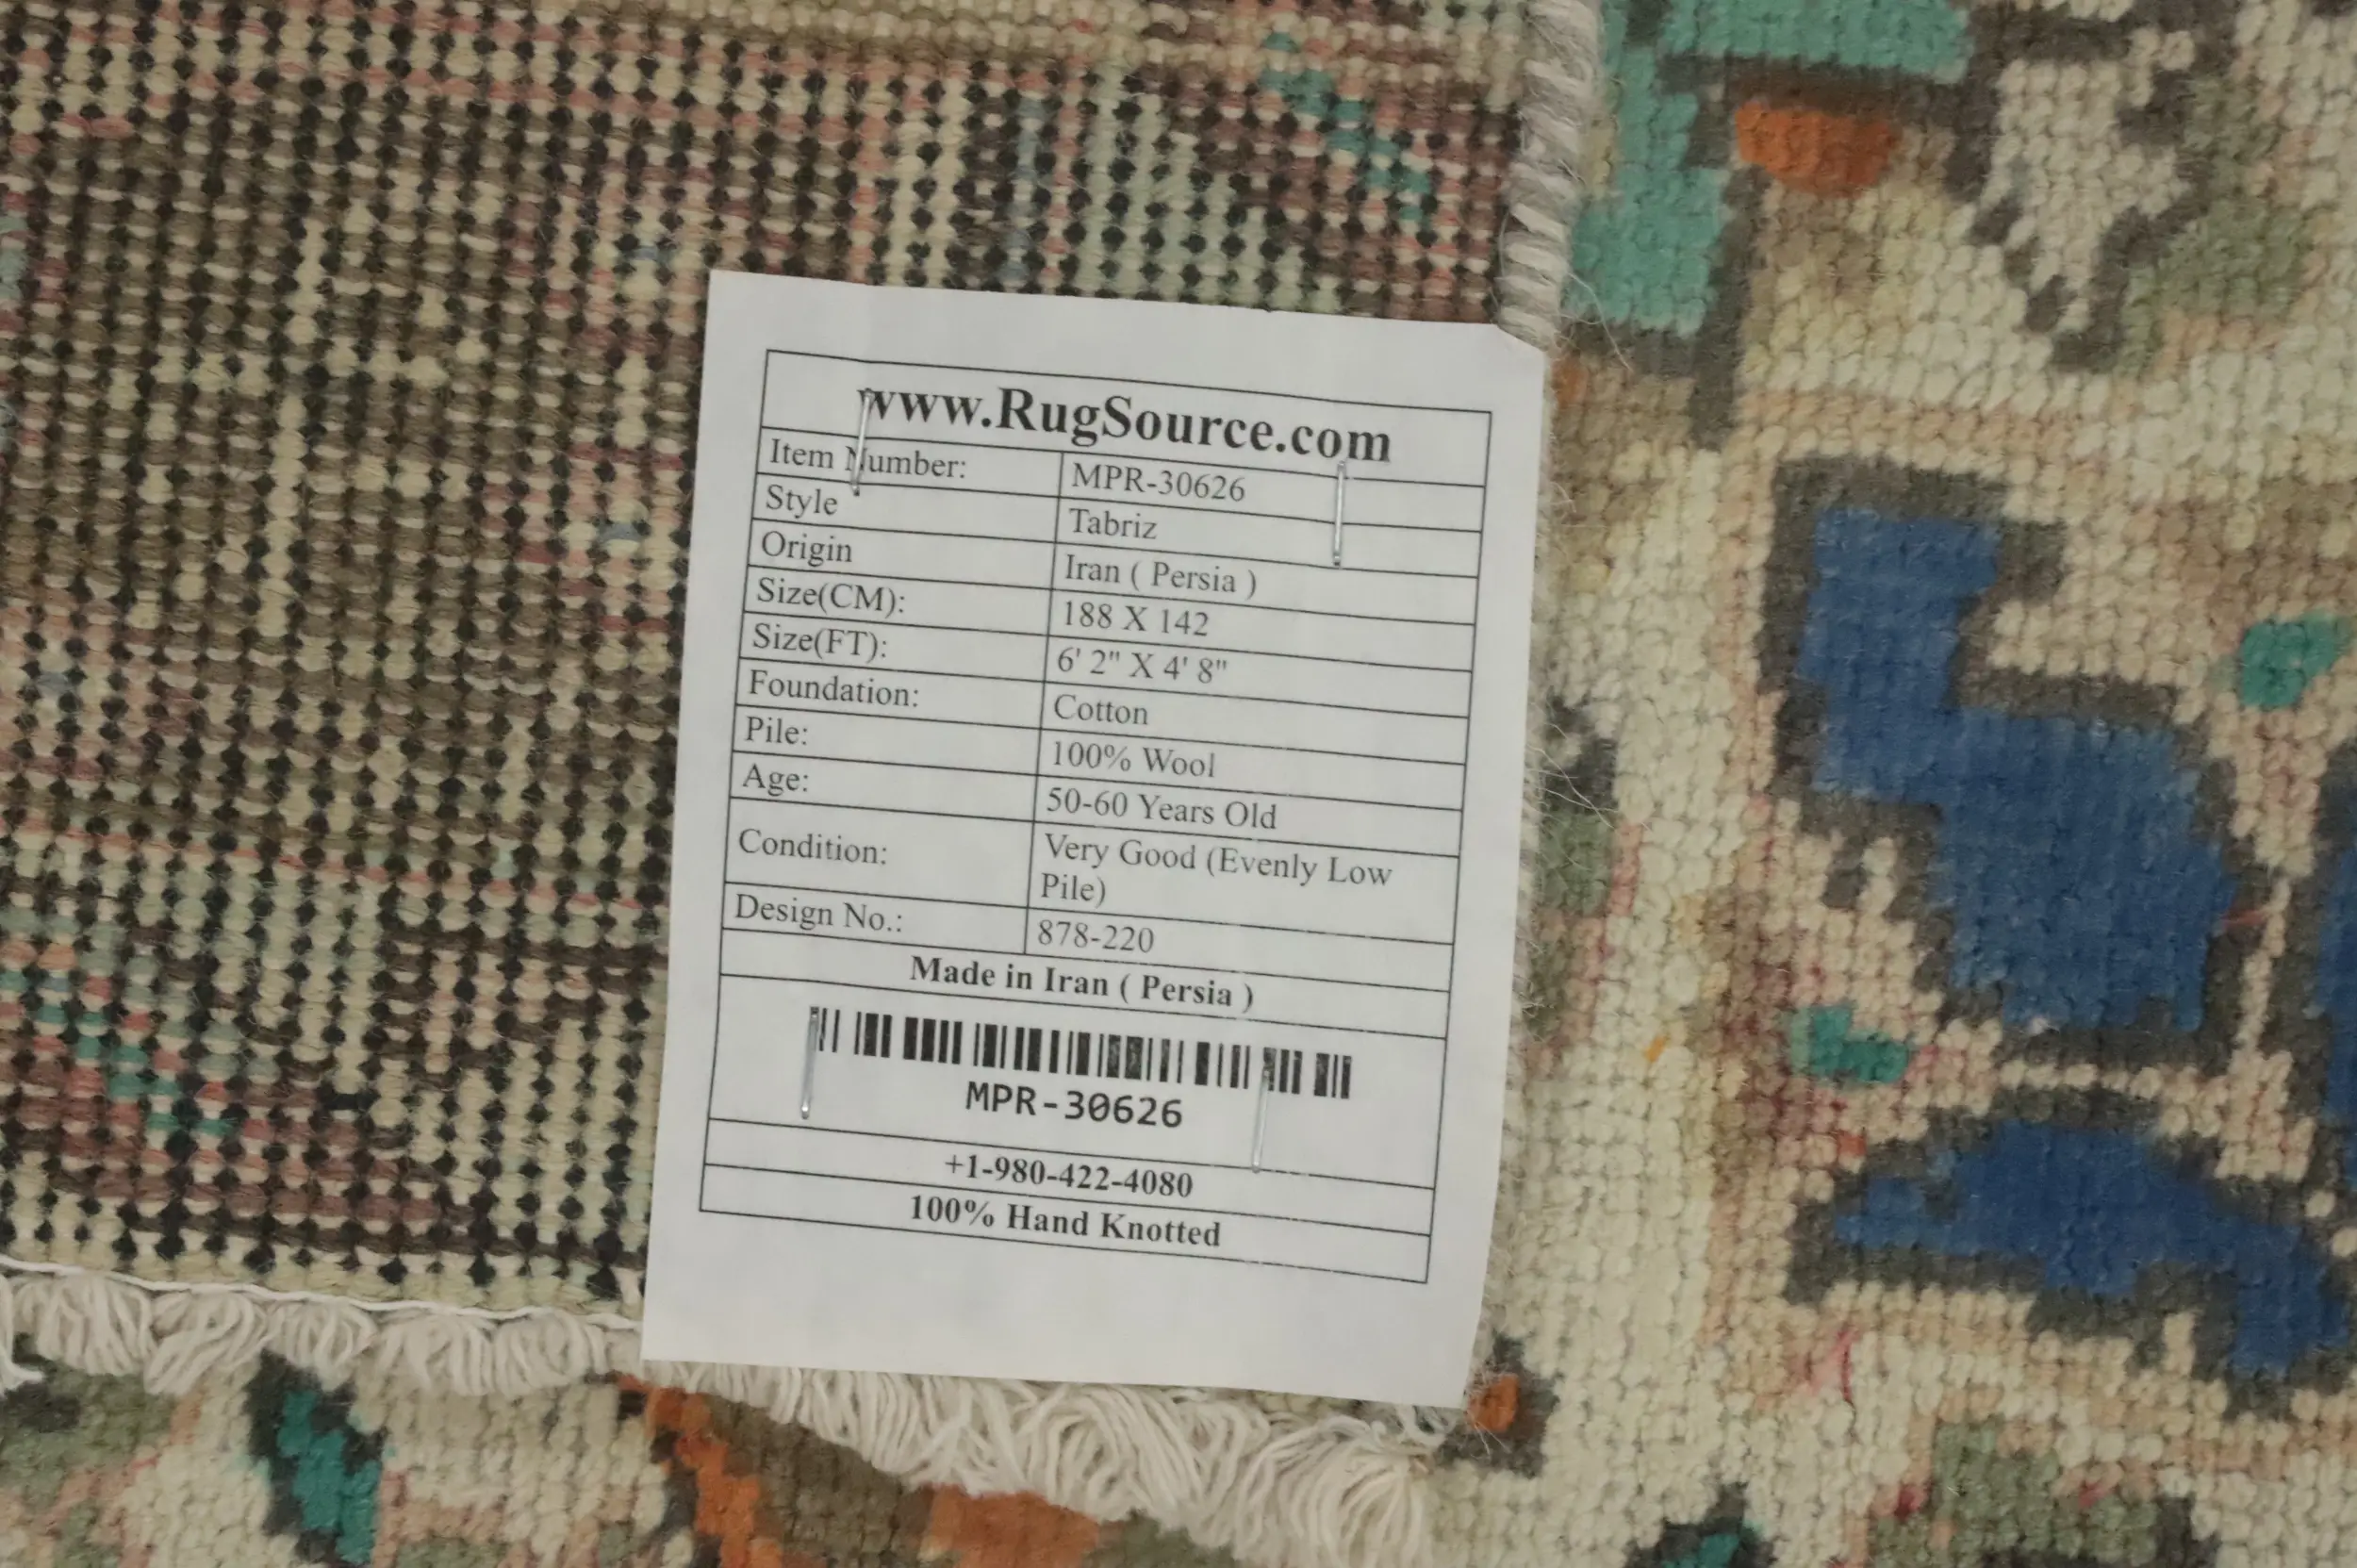 www.RugSource.com
Item Number: MPR-30626
Style Tabriz
Origin Iran ( Persia )
Size(CM): 188 X 142
Size(FT): 6' 2" X 4' 8"
Foundation: Cotton
Pile: 100% Wool
Age: 50-60 Years Old
Condition: Very Good (Evenly Low
Pile)
Design No.: 878-220
Made in Iran ( Persia )
MPR-30626
+1-980-422-4080
100% Hand Knotted